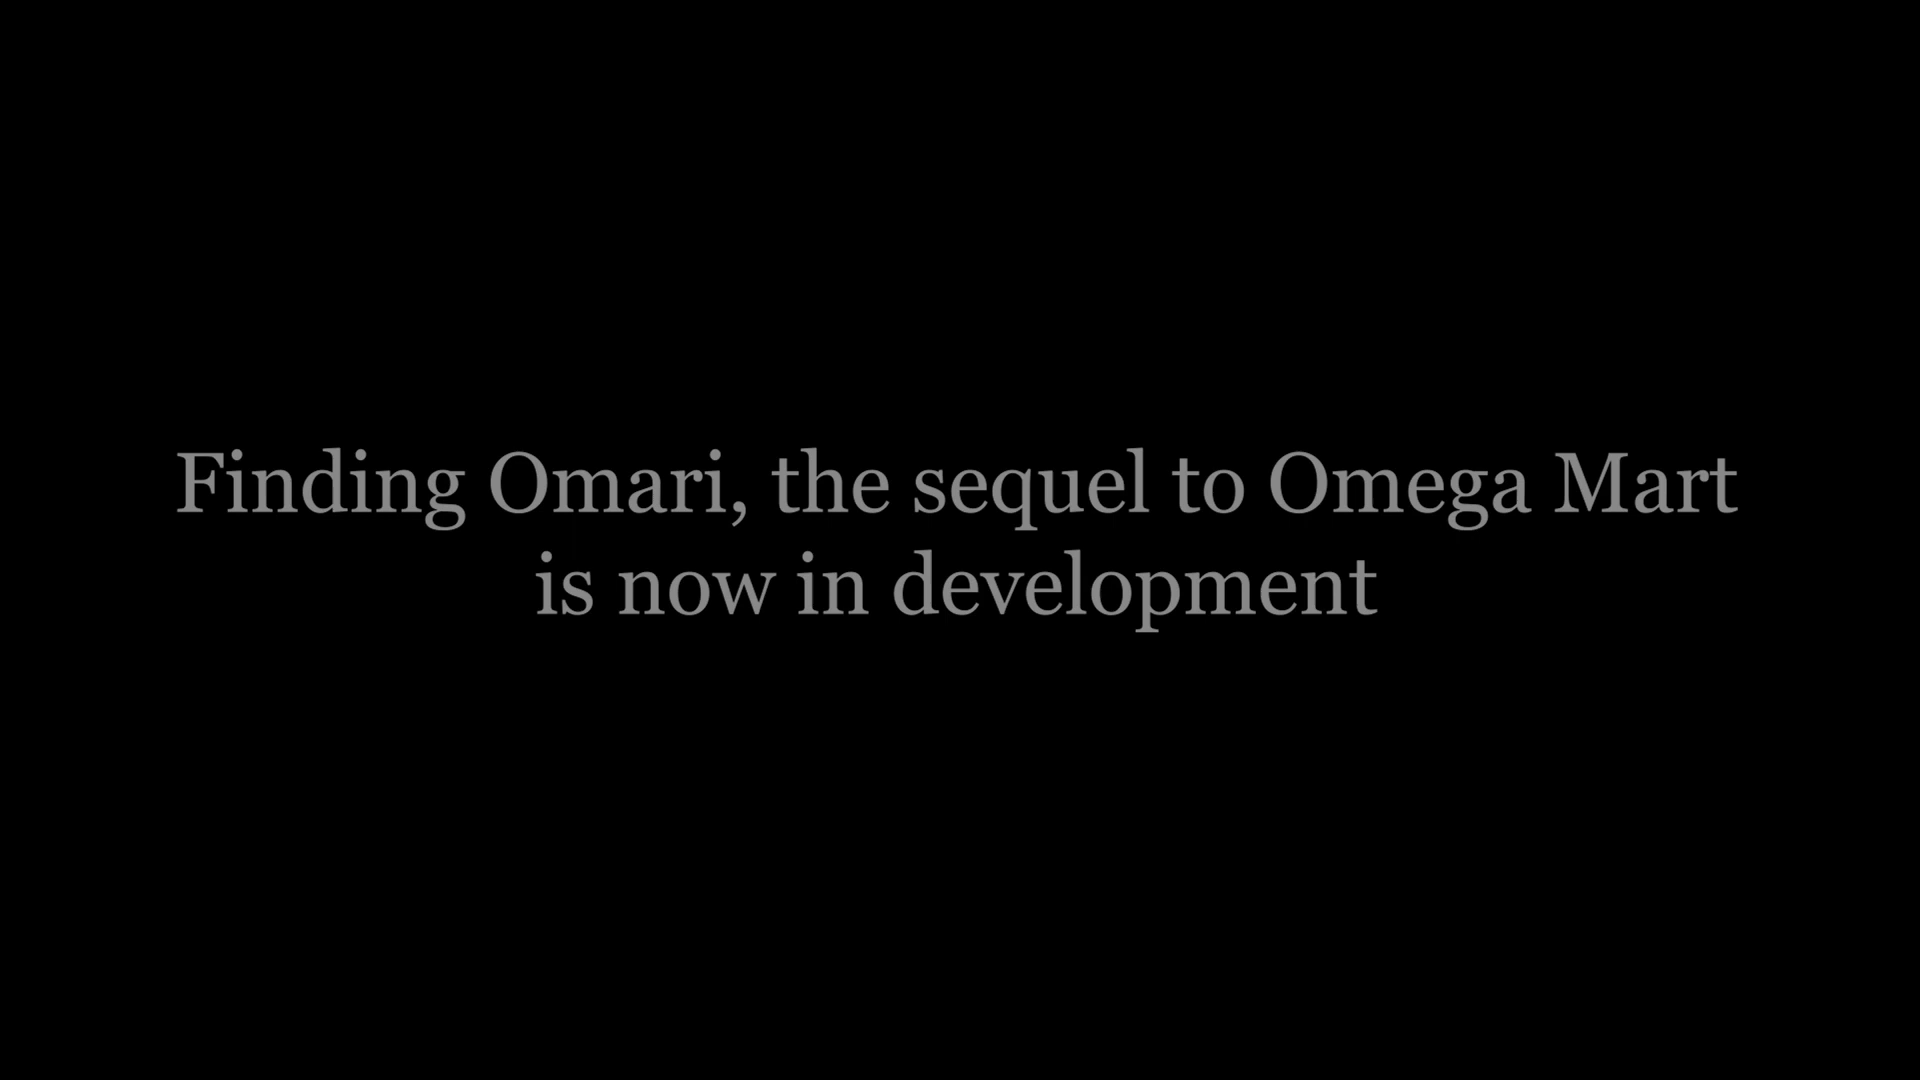 Finding Omari, the sequel to Omega Mart
is now in development